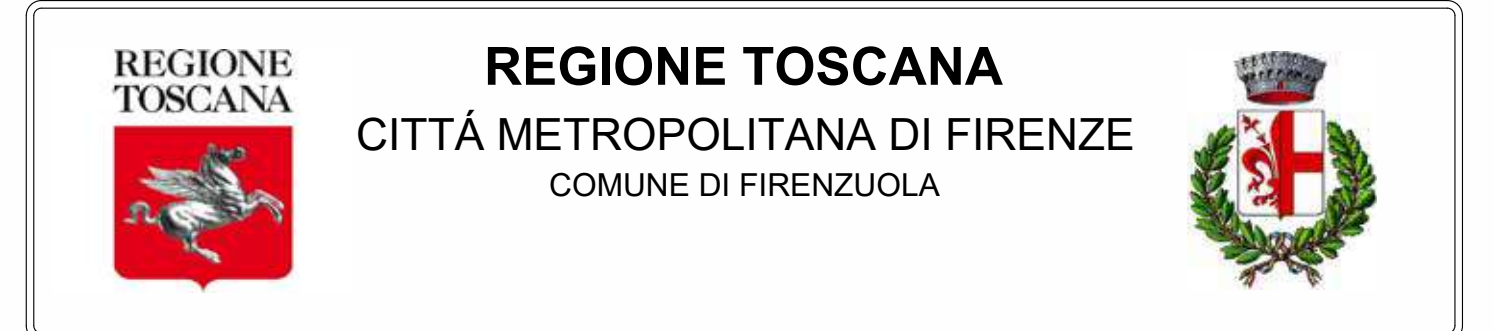 REGIONE
TOSCANA
REGIONE TOSCANA
CITTÁ METROPOLITANA DI FIRENZE
COMUNE DI FIRENZUOLA